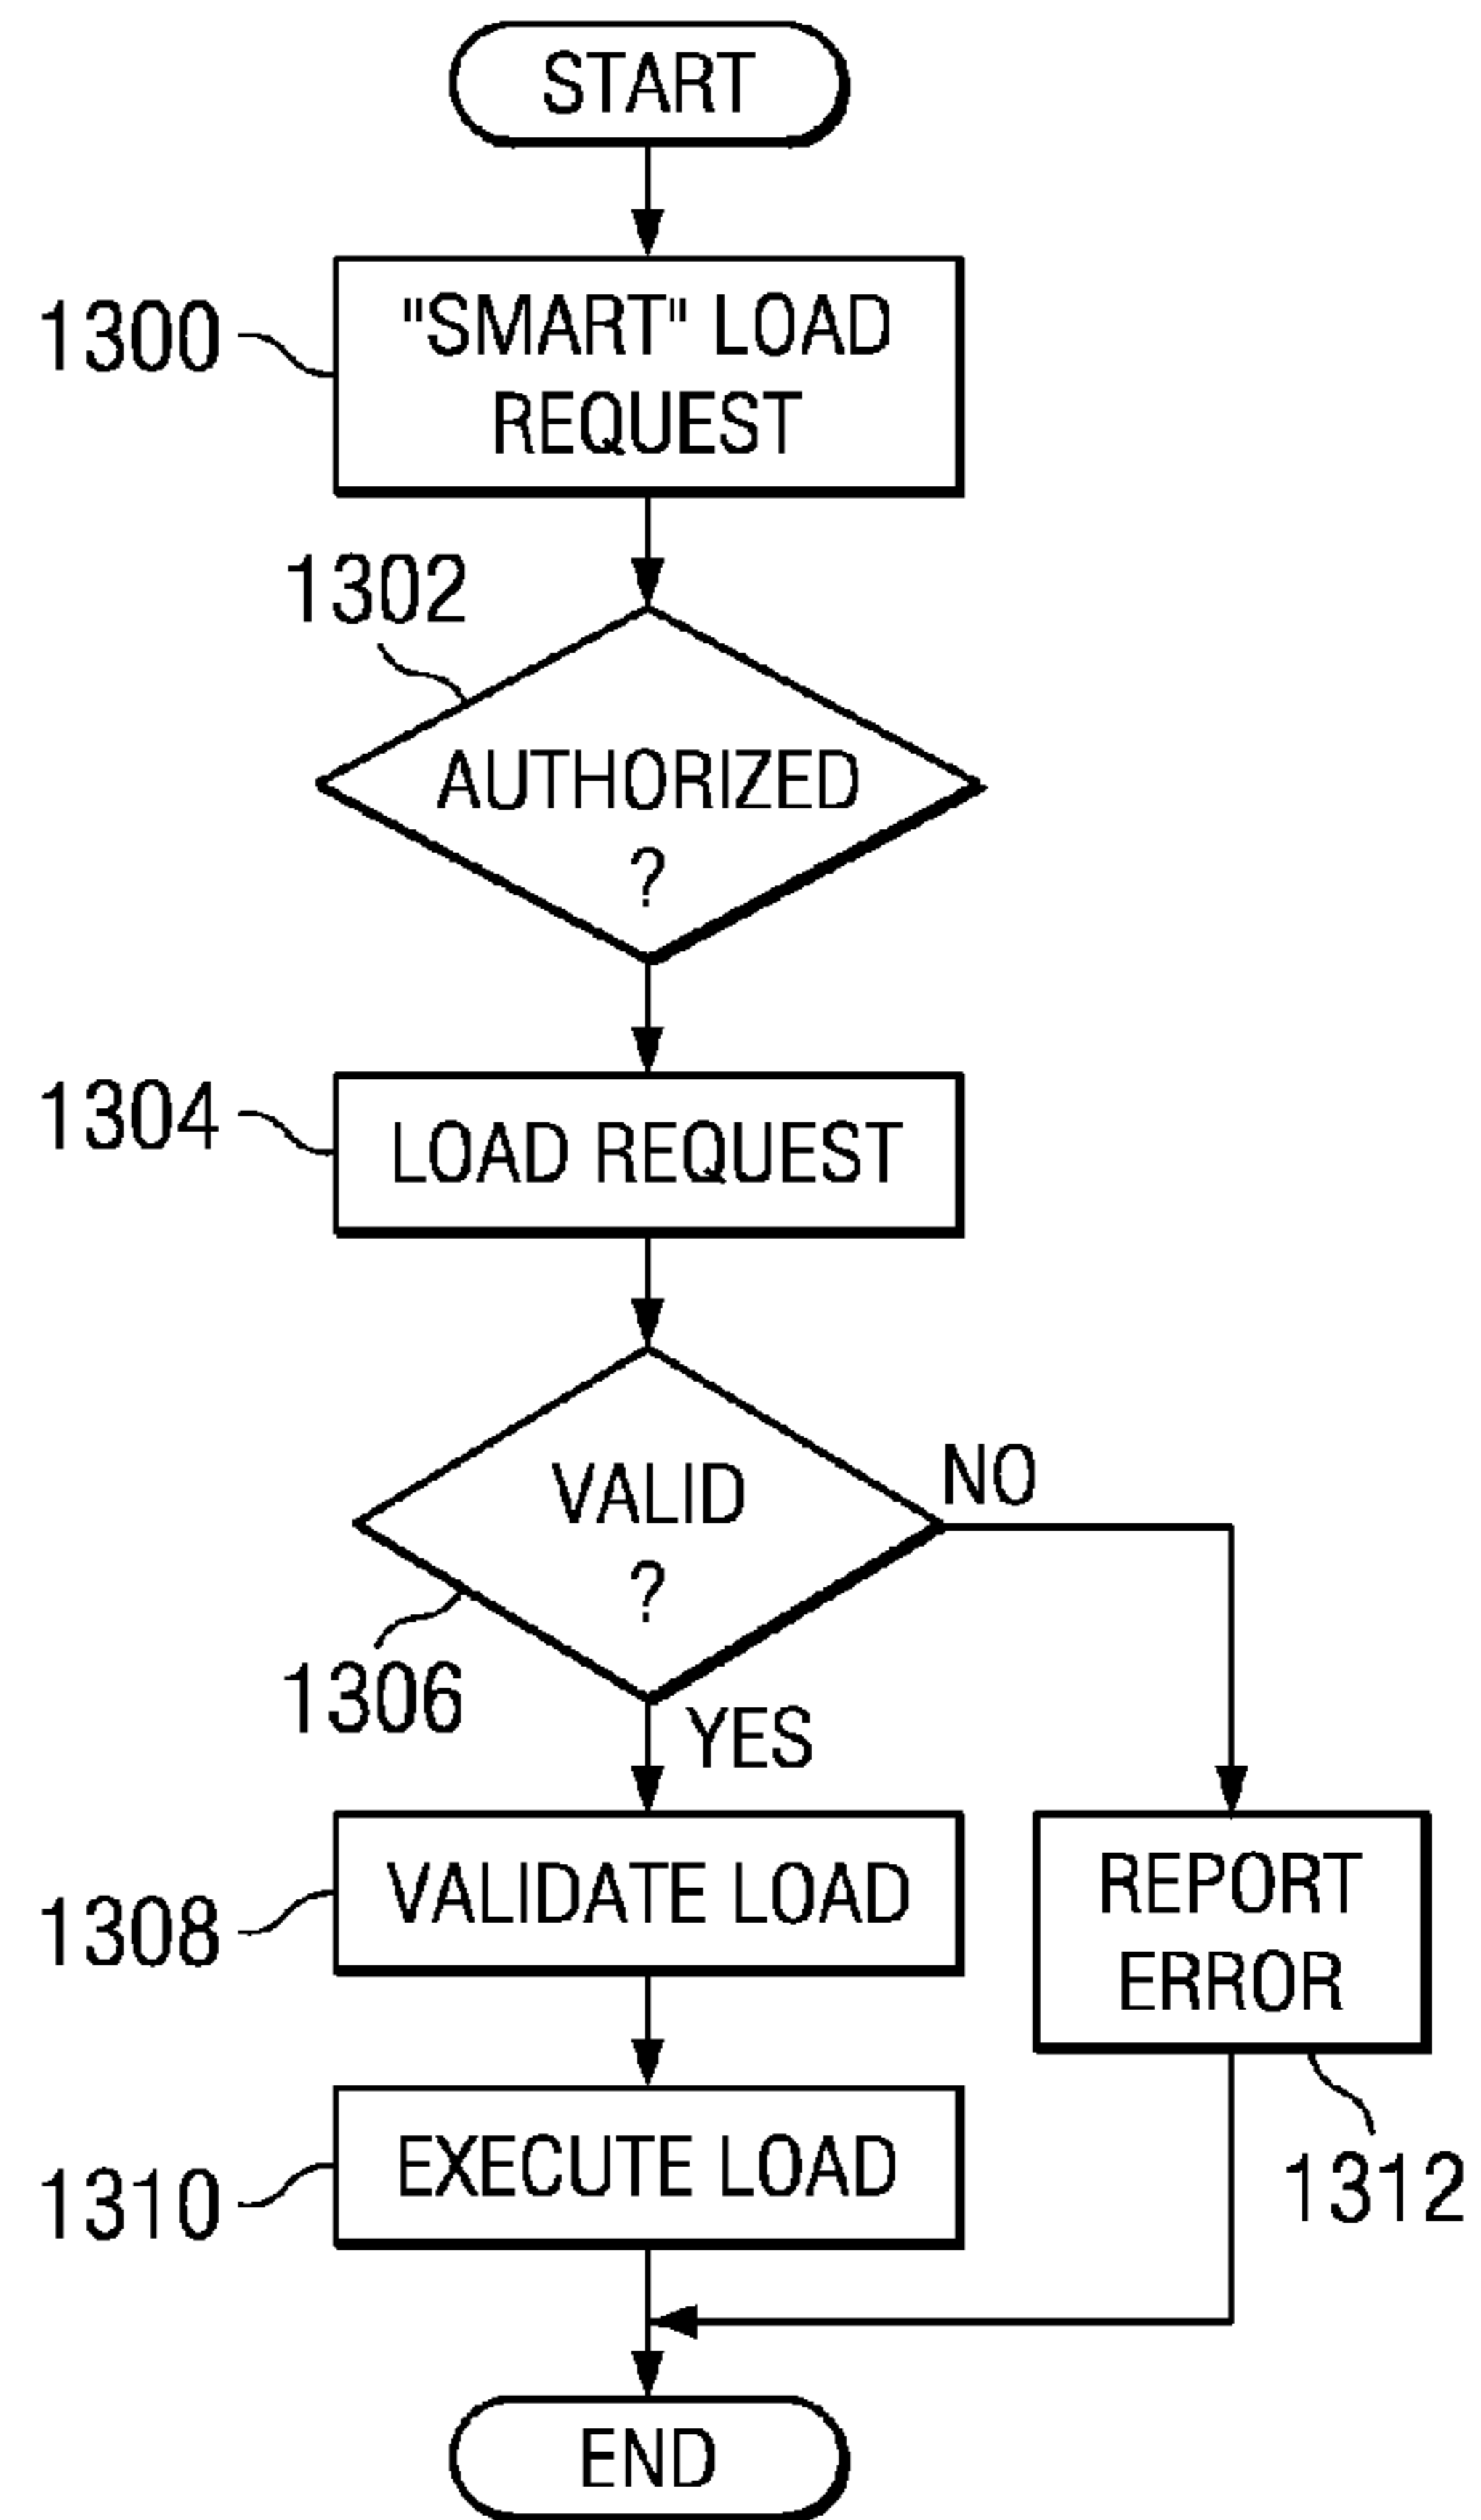 START
1300
"SMART" LOAD
REQUEST
1302
AUTHORIZED
?
1304
LOAD REQUEST
VALID
?
NO
1306
YES
1308
VALIDATE LOAD
REPORT
ERROR
1310
EXECUTE LOAD
1312
END